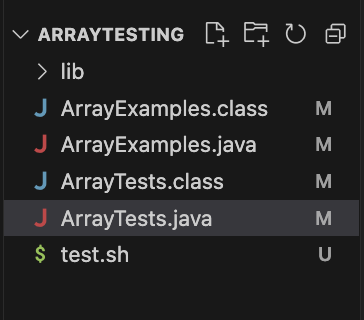 ARRAYTESTING
lib
J ArrayExamples.class M
J ArrayExamples.java M
J ArrayTests.class M
J ArrayTests.java M
$ test.sh U